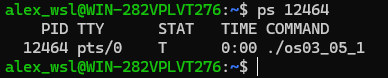 alex_wsl@WIN-282VPLVT276:~$ ps 12464
PID TTY STAT TIME COMMAND
12464 pts/0 T 0:00 ./os03_05_1
alex_wsl@WIN-282VPLVT276:~$